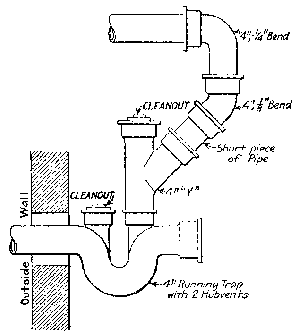 4", ¼" Bend
CLEANOUT
4", ⅛" Bend
Short piece
of Pipe
CLEANOUT
4" "Y"
Wall
Outside
4" Running Trap
with 2 Hubvents